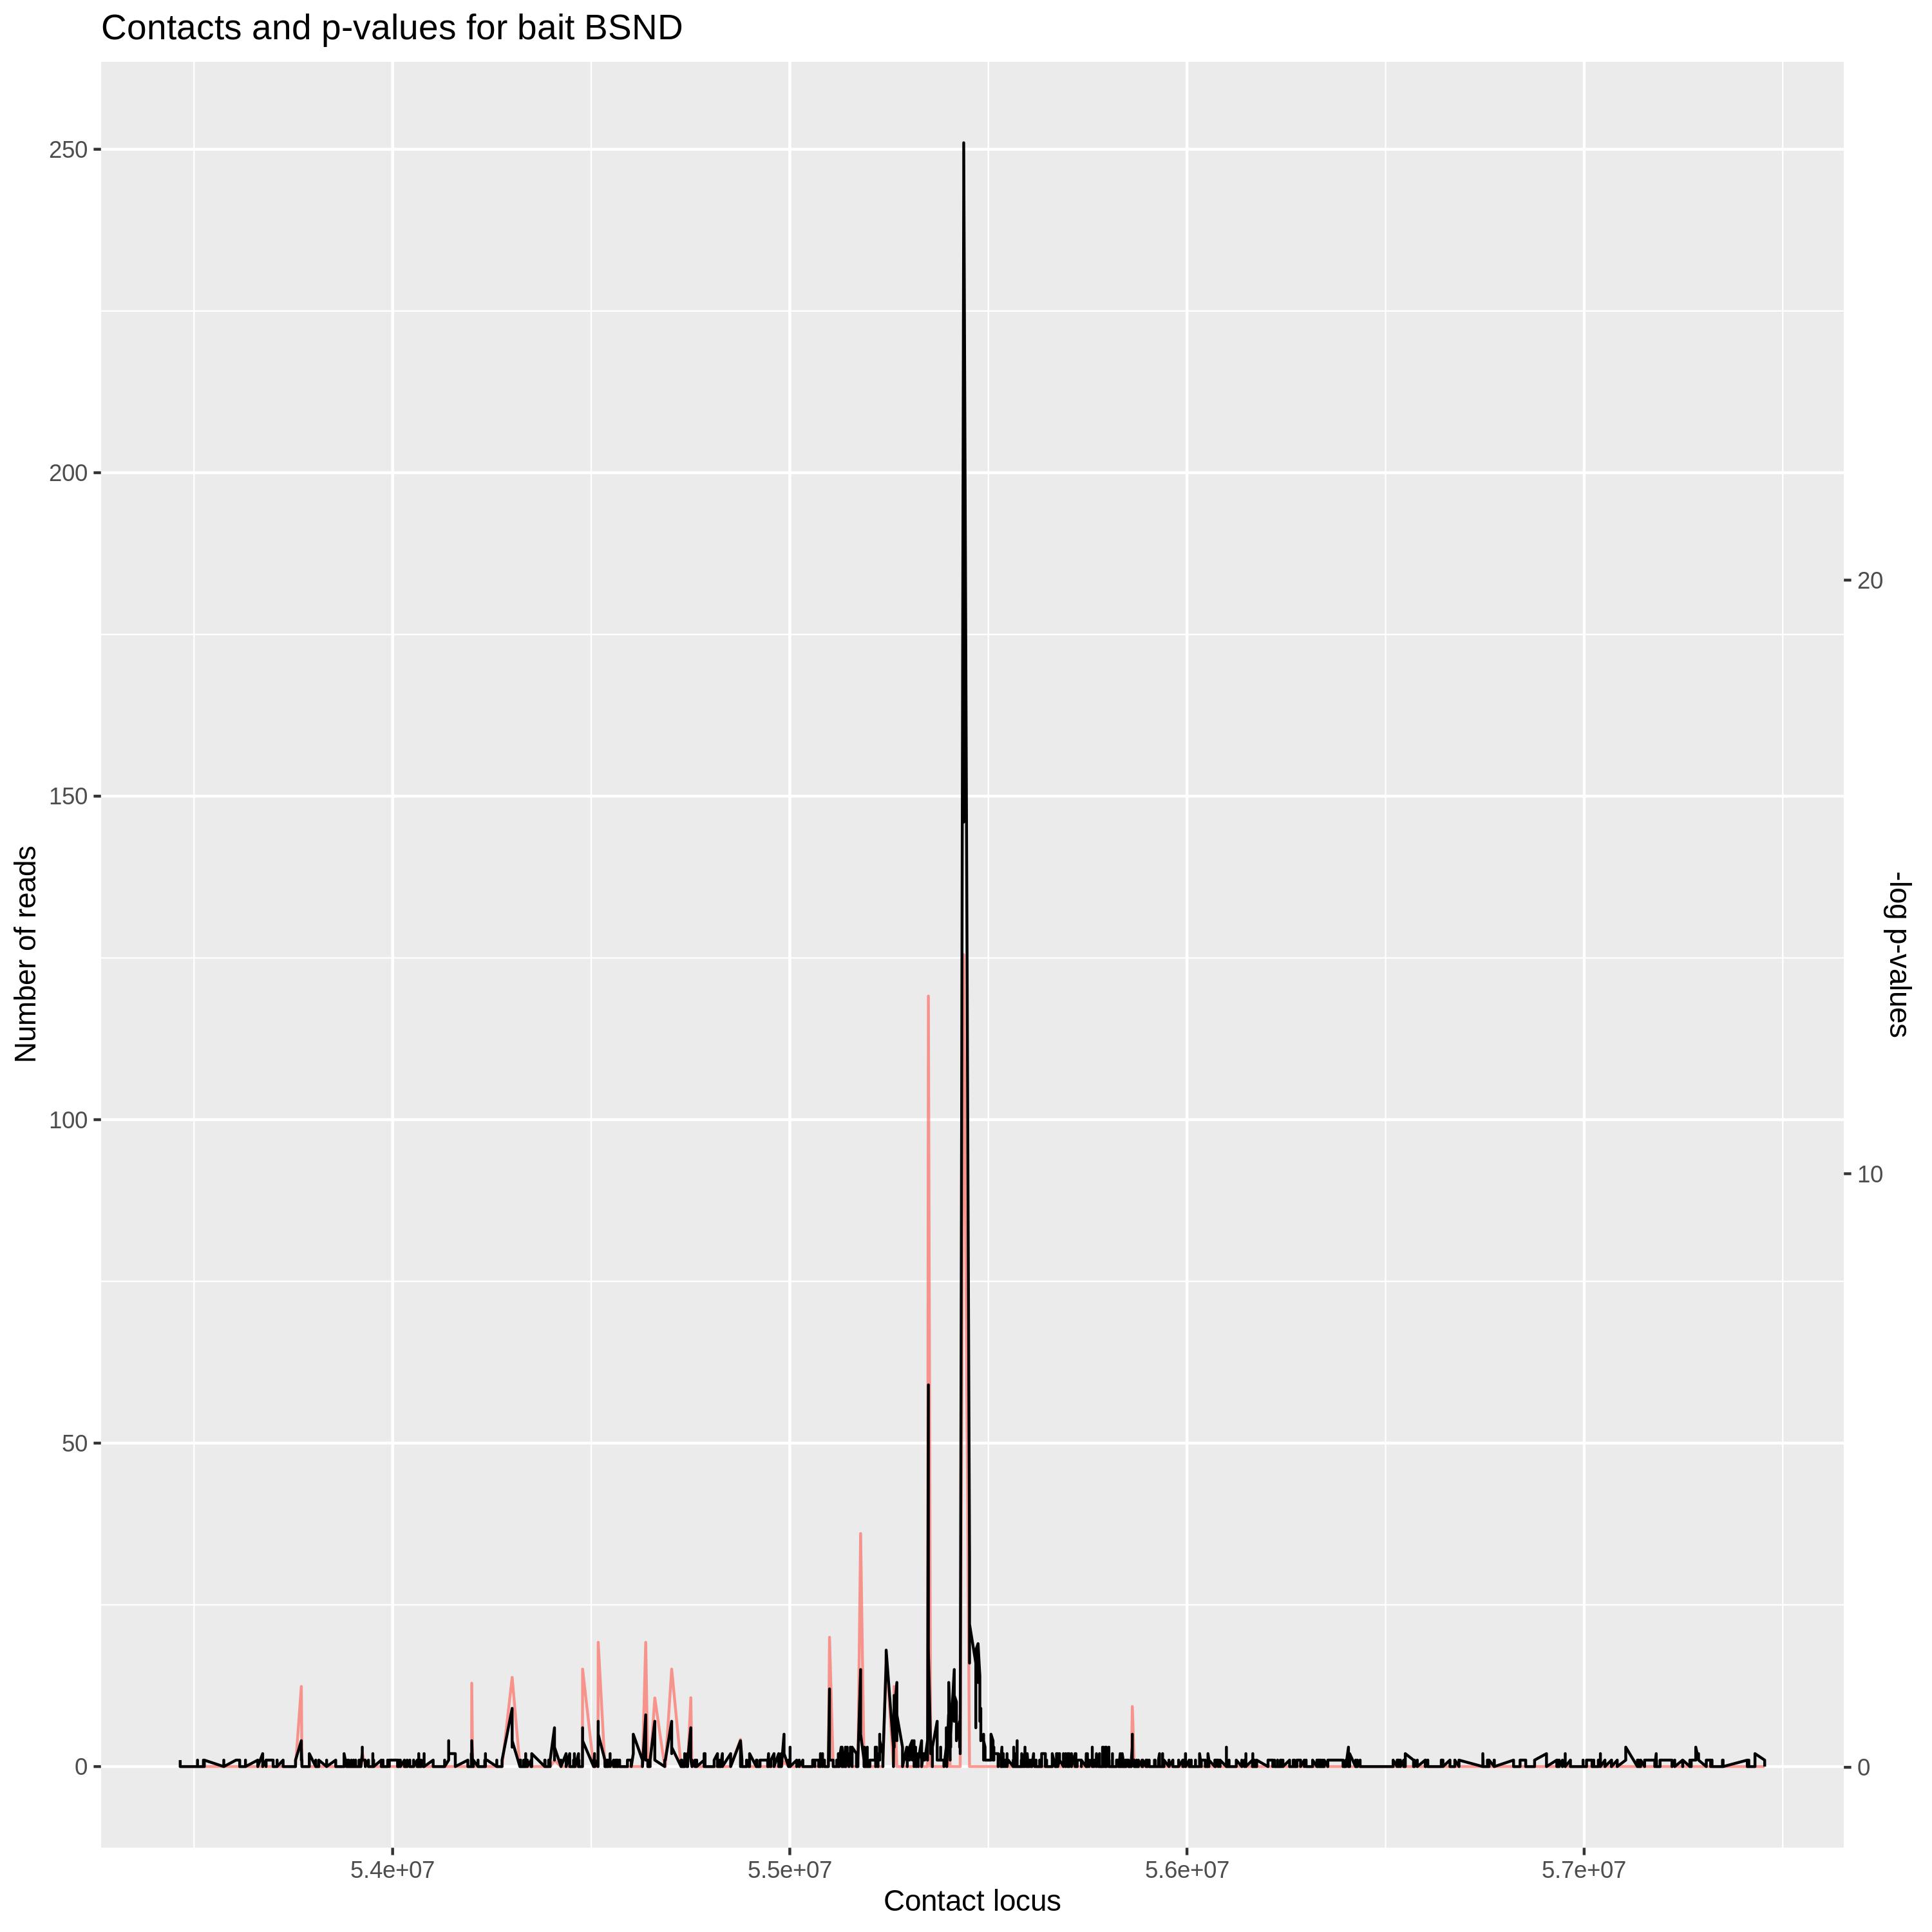 Contacts and p-values for bait BSND
250
200
150
100
50
0
Number of reads
20
10
0
-log p-values
5.4e+07
5.5e+07
5.6e+07
5.7e+07
Contact locus